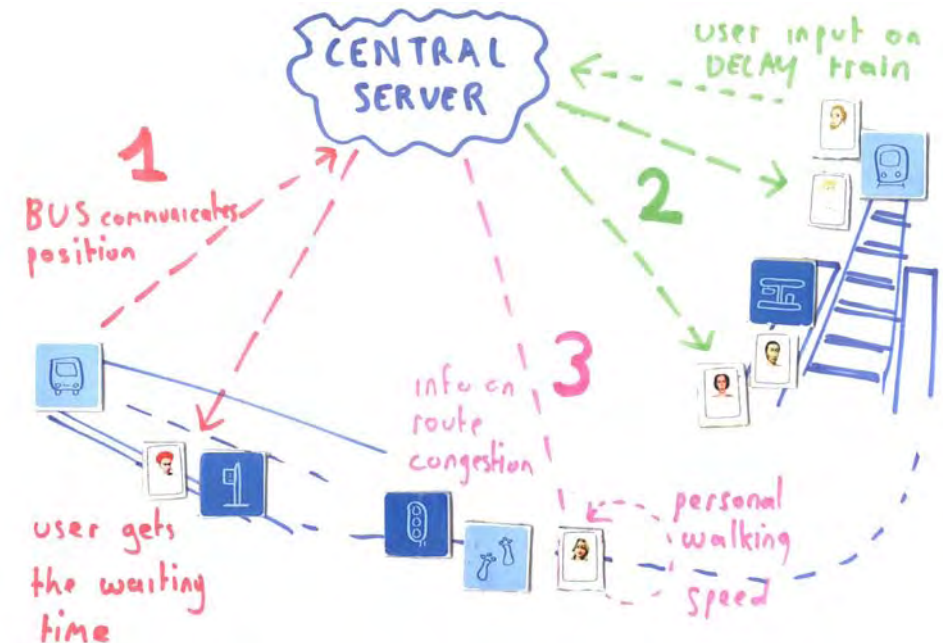 CENTRAL
SERVER
user input on
DELAY train
1
BUS communicates
position
2
3
info on
route
congestion
personal
walking
speed
user gets
the waiting
time